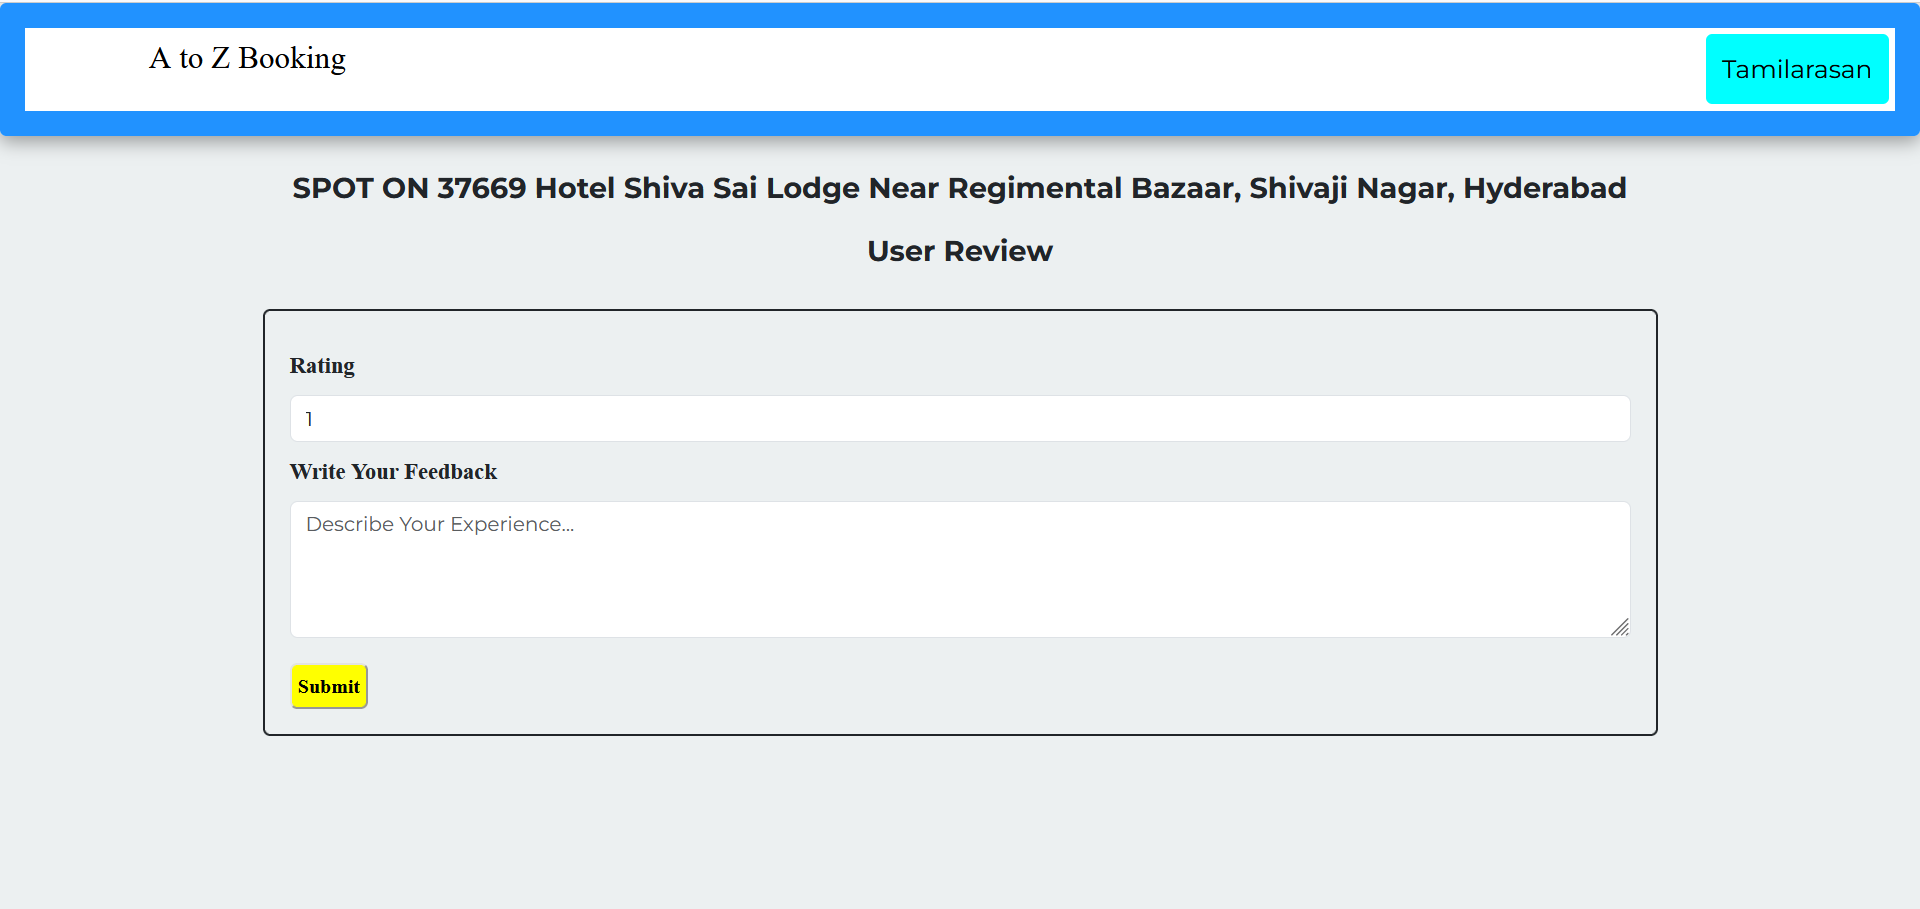 A to Z Booking
Tamilarasan
SPOT ON 37669 Hotel Shiva Sai Lodge Near Regimental Bazaar, Shivaji Nagar, Hyderabad
User Review
Rating
1
Write Your Feedback
Describe Your Experience...
Submit